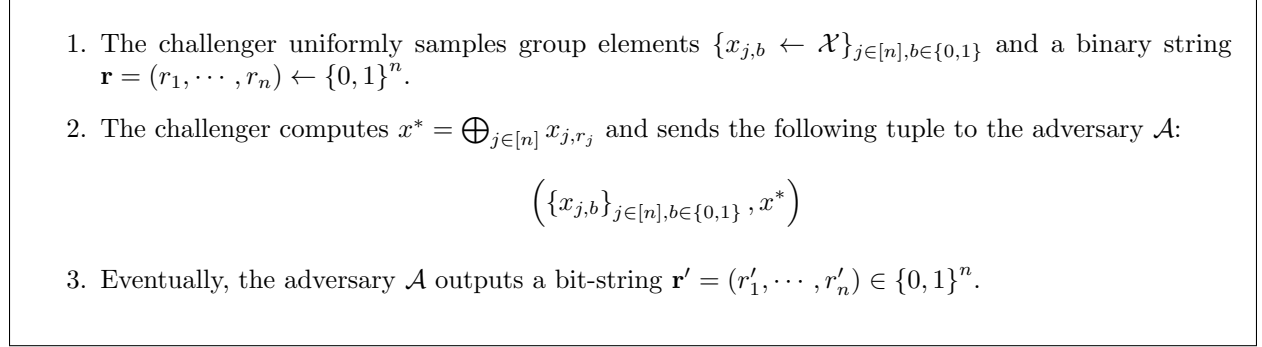 1. The challenger uniformly samples group elements {x_{j,b} ← 𝒳}_{j∈[n],b∈{0,1}} and a binary string
r = (r_1, ⋯ , r_n) ← {0, 1}^n.
2. The challenger computes x* = ⨁_{j∈[n]} x_{j,r_j} and sends the following tuple to the adversary 𝒜:
({x_{j,b}}_{j∈[n],b∈{0,1}} , x*)
3. Eventually, the adversary 𝒜 outputs a bit-string r′ = (r′_1, ⋯ , r′_n) ∈ {0, 1}^n.